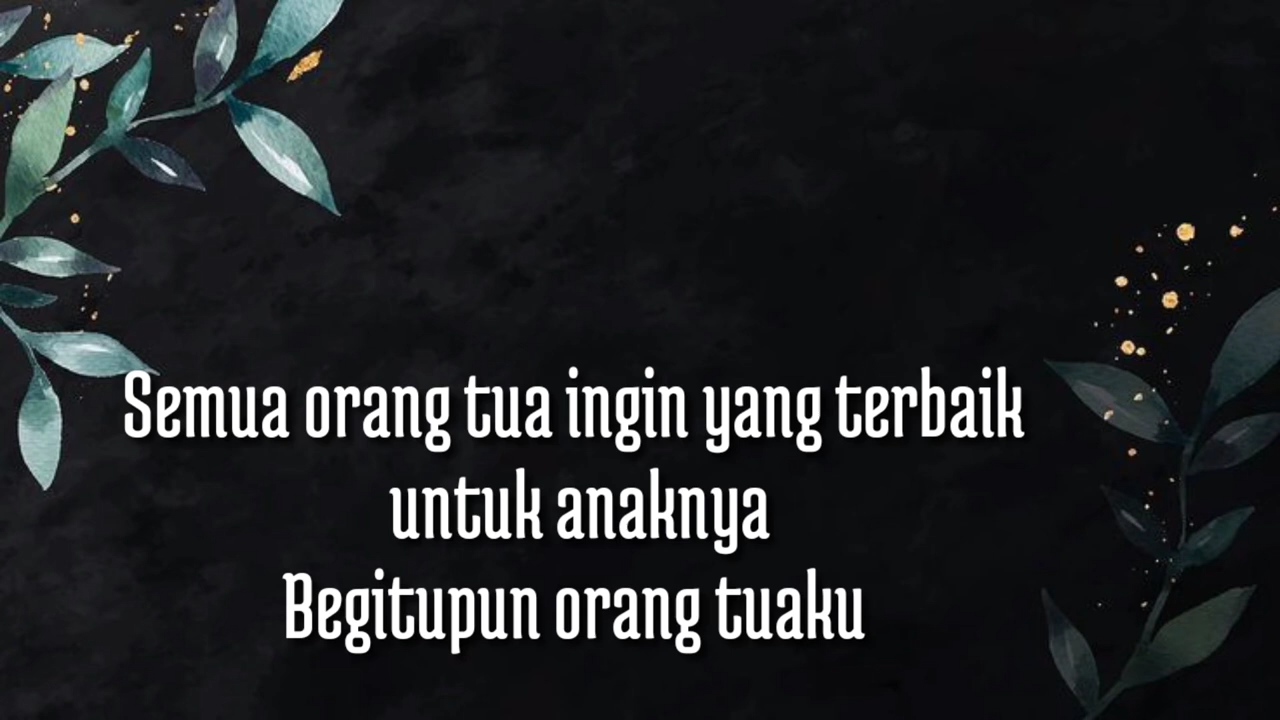 Semua orang tua ingin yang terbaik
untuk anaknya
Begitupun orang tuaku